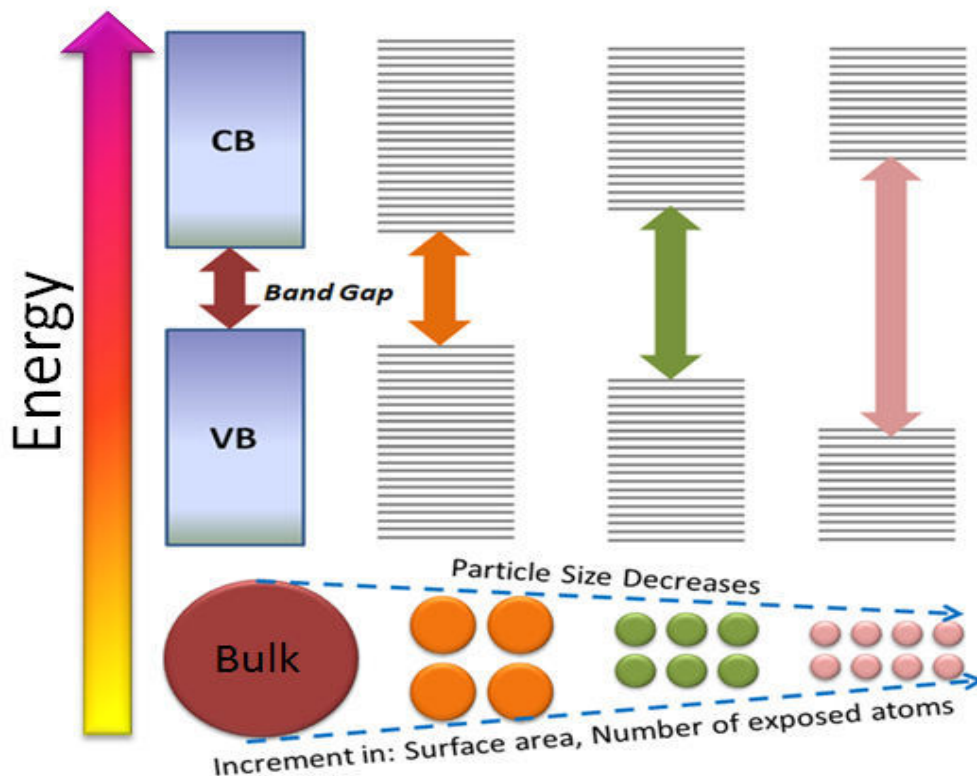 Energy
CB
Band Gap
VB
Particle Size Decreases
Bulk
Increment in: Surface area, Number of exposed atoms